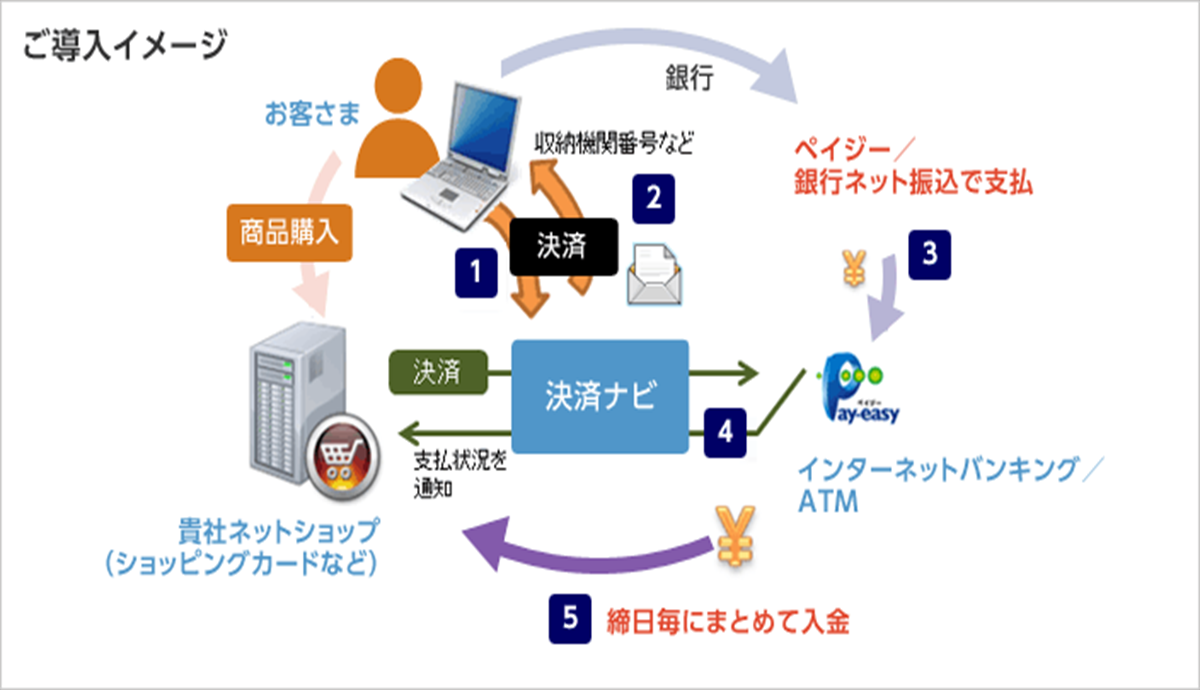 ご導入イメージ
銀行
お客さま
収納機関番号など
ペイジー／
銀行ネット振込で支払
2
商品購入
決済
1
3
決済
決済ナビ
ペイジー
Pay-easy
4
支払状況を
通知
インターネットバンキング／
ATM
貴社ネットショップ
（ショッピングカードなど）
5
締日毎にまとめて入金